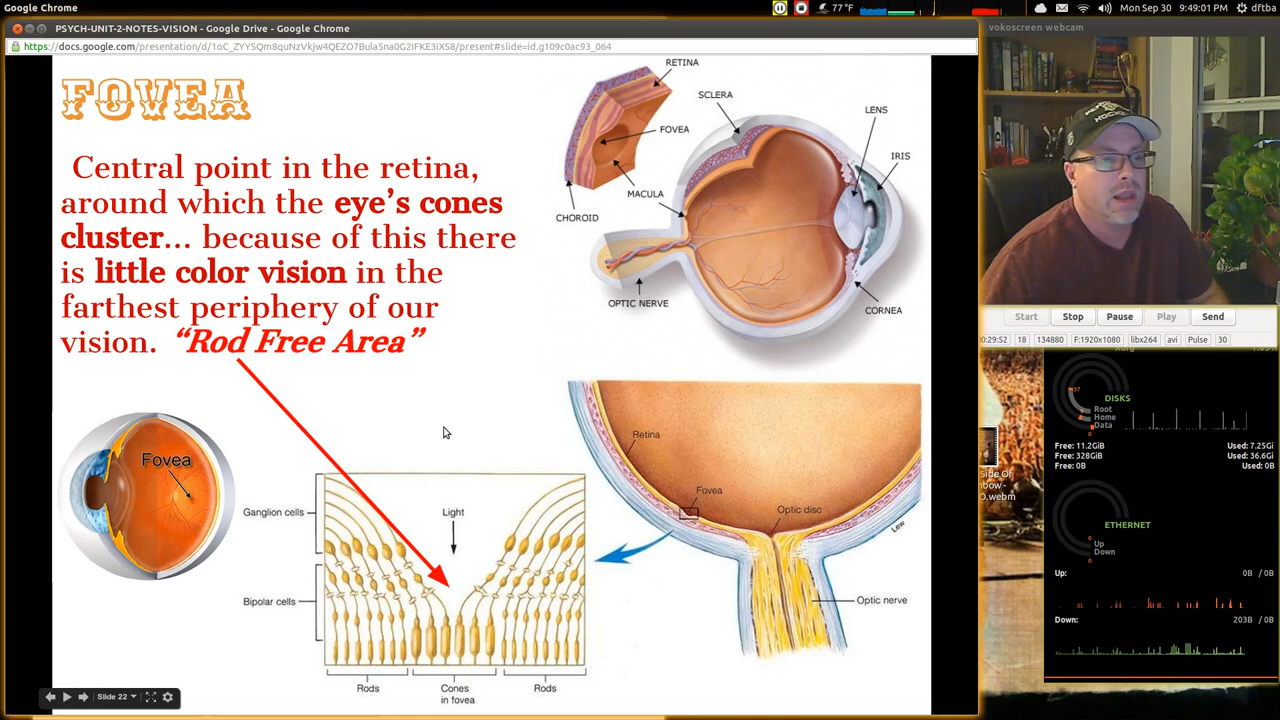 Google Chrome
77 °F
Mon Sep 30
9:49:01 PM
dftba
PSYCH-UNIT-2-NOTES-VISION - Google Drive - Google Chrome
https://docs.google.com/presentation/d/1oC_ZYYSQm8quNzVkjw4QEZO7Bula5na0G2IFKE3iXS8/present#slide=id.g109c0ac93_064
vokoscreen webcam
FOVEA
Central point in the retina,
around which the eye's cones
cluster... because of this there
is little color vision in the
farthest periphery of our
vision. “Rod Free Area”
RETINA
SCLERA
LENS
FOVEA
IRIS
MACULA
CHOROID
OPTIC NERVE
CORNEA
Fovea
Ganglion cells
Light
Bipolar cells
Rods
Cones
in fovea
Rods
Retina
Fovea
Optic disc
Lew
Optic nerve
Slide 22
Start
Stop
Pause
Play
Send
0:29:52
18
134880
F:1920x1080
libx264
avi
Pulse
30
DISKS
Root
Home
Data
Free: 11.2GiB
Used: 7.25Gi
Free: 328GiB
Used: 36.6Gi
Free: 0B
Used: 0B
Side Of
nbow -
O.webm
ETHERNET
Up
Down
Up:
0B / 0B
Down:
203B / 0B